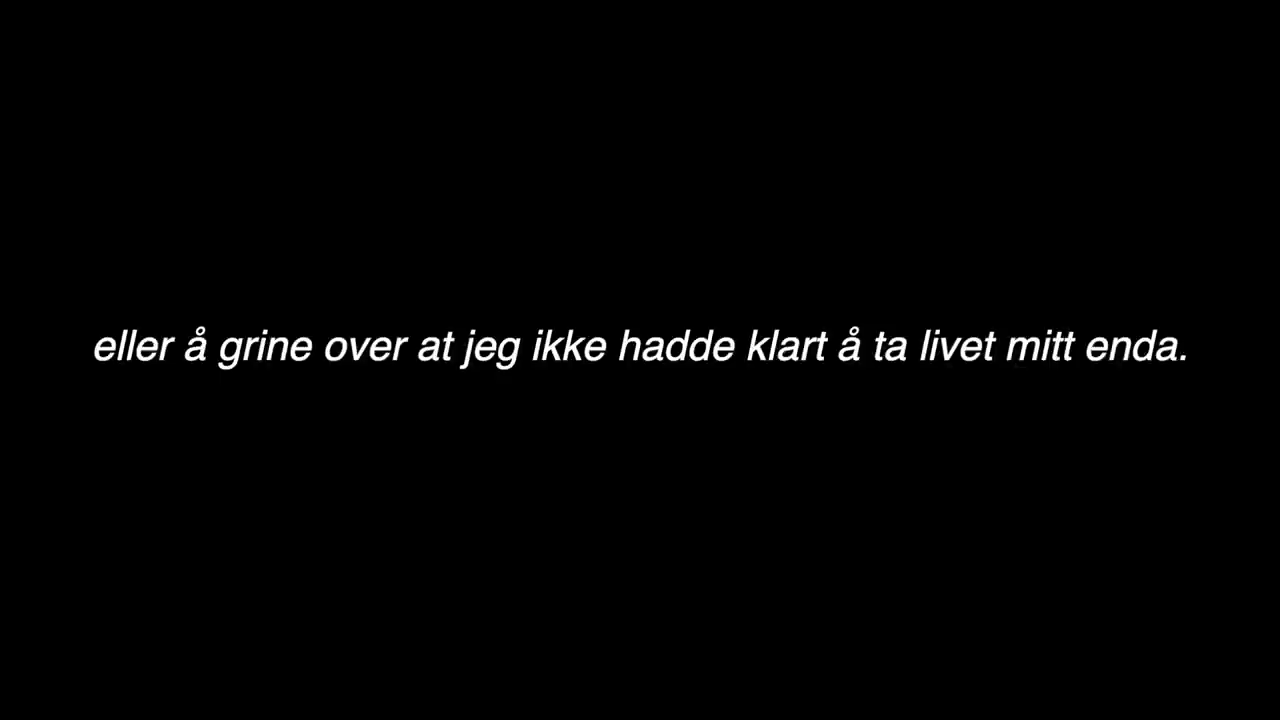 eller å grine over at jeg ikke hadde klart å ta livet mitt enda.